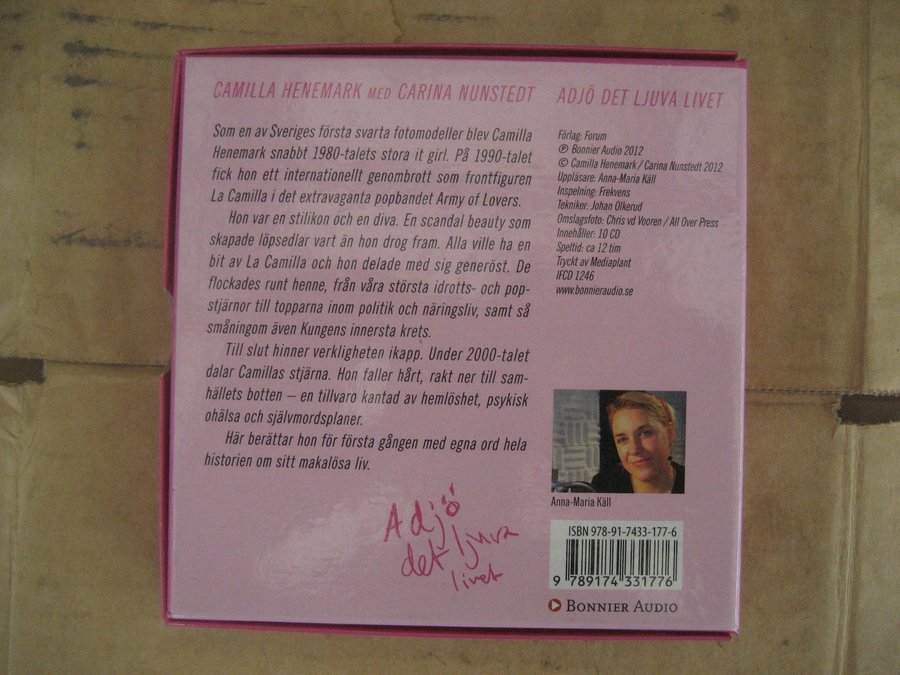 CAMILLA HENEMARK MED CARINA NUNSTEDT
Som en av Sveriges första svarta fotomodeller blev Camilla
Henemark snabbt 1980-talets stora it girl. På 1990-talet
fick hon ett internationellt genombrott som frontfiguren
La Camilla i det extravaganta popbandet Army of Lovers.
Hon var en stilikon och en diva. En scandal beauty som
skapade löpsedlar vart än hon drog fram. Alla ville ha en
bit av La Camilla och hon delade med sig generöst. De
flockades runt henne, från våra största idrotts- och pop-
stjärnor till topparna inom politik och näringsliv, samt så
småningom även Kungens innersta krets.
Till slut hinner verkligheten ikapp. Under 2000-talet
dalar Camillas stjärna. Hon faller hårt, rakt ner till sam-
hällets botten – en tillvaro kantad av hemlöshet, psykisk
ohälsa och självmordsplaner.
Här berättar hon för första gången med egna ord hela
historien om sitt makalösa liv.
Adjö
det ljuva
livet
ADJÖ DET LJUVA LIVET
Förlag: Forum
℗ Bonnier Audio 2012
© Camilla Henemark / Carina Nunstedt 2012
Uppläsare: Anna-Maria Käll
Inspelning: Frekvens
Tekniker: Johan Olkerud
Omslagsfoto: Chris vd Vooren / All Over Press
Innehåller: 10 CD
Speltid: ca 12 tim
Tryckt av Mediaplant
IFCD 1246
www.bonnieraudio.se
Anna-Maria Käll
ISBN 978-91-7433-177-6
9 789174 331776
BONNIER AUDIO